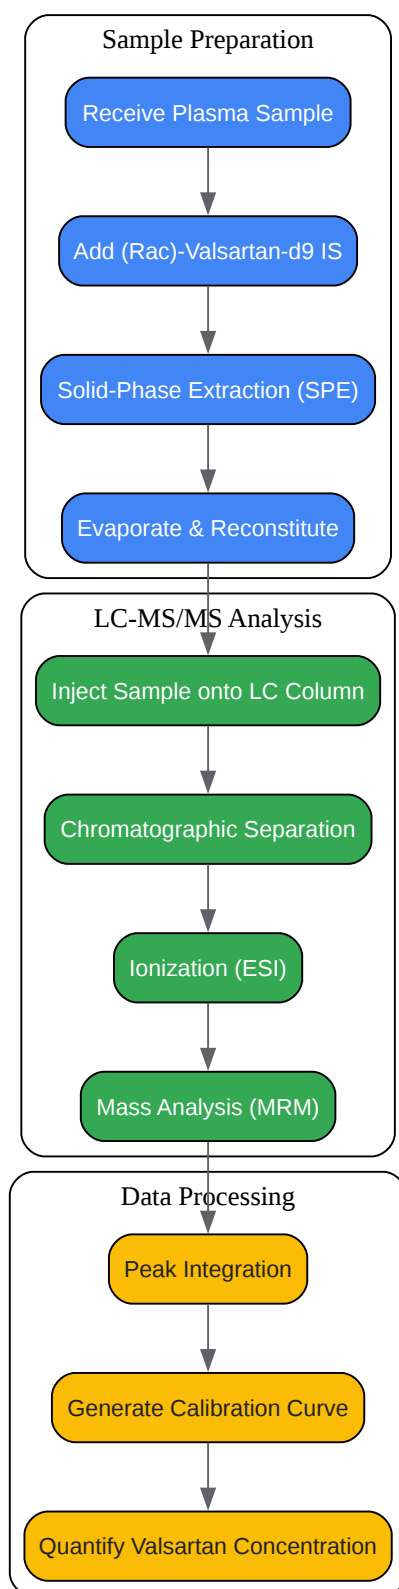 Sample Preparation
Receive Plasma Sample
Add (Rac)-Valsartan-d9 IS
Solid-Phase Extraction (SPE)
Evaporate & Reconstitute
LC-MS/MS Analysis
Inject Sample onto LC Column
Chromatographic Separation
Ionization (ESI)
Mass Analysis (MRM)
Data Processing
Peak Integration
Generate Calibration Curve
Quantify Valsartan Concentration